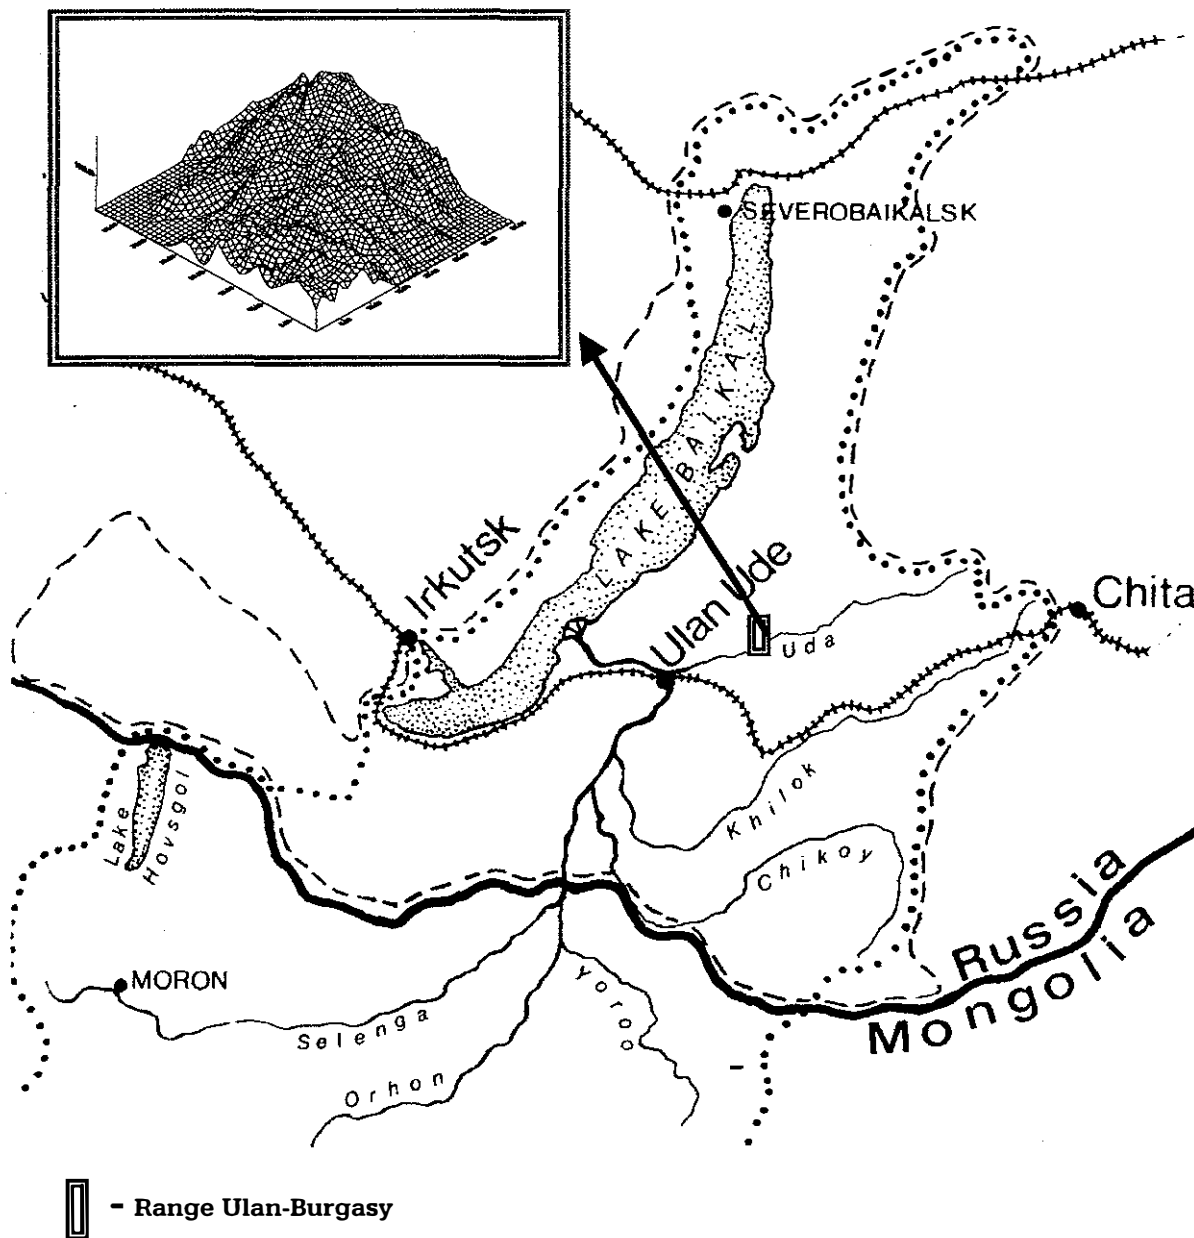 SEVEROBAIKALSK
LAKE BAIKAL
Irkutsk
Ulan Ude
Uda
Chita
Khilok
Chikoy
Lake
Hovsgol
Russia
Mongolia
MORON
Selenga
Yoroo
Orhon
- Range Ulan-Burgasy